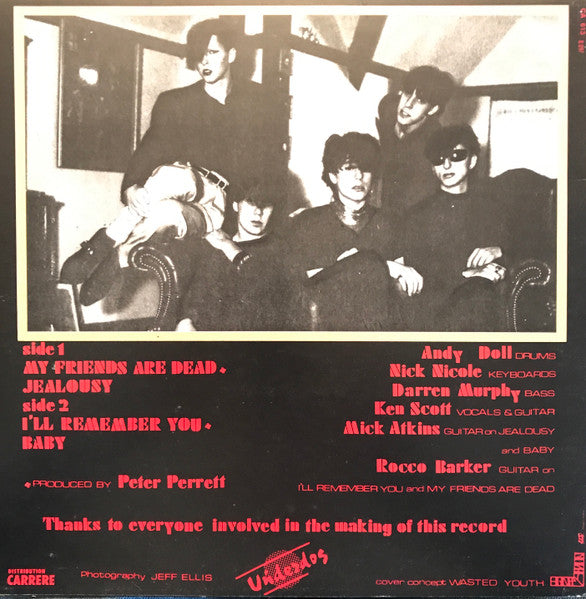 side 1
MY FRIENDS ARE DEAD ◆
JEALOUSY
side 2
I'LL REMEMBER YOU ◆
BABY
◆ PRODUCED BY Peter Perrett
Andy Doll DRUMS
Nick Nicole KEYBOARDS
Darren Murphy BASS
Ken Scott VOCALS & GUITAR
Mick Atkins GUITAR on JEALOUSY
and BABY
Rocco Barker GUITAR on
I'LL REMEMBER YOU and MY FRIENDS ARE DEAD
Thanks to everyone involved in the making of this record
DISTRIBUTION
CARRERE
Photography JEFF ELLIS
Underdog
cover concept WASTED YOUTH